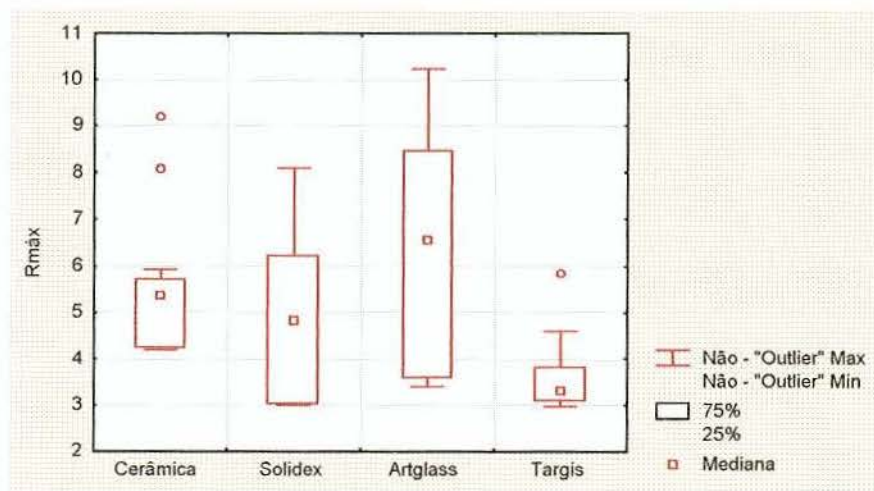 11
10
9
8
7
6
5
4
3
2
Rmáx
Cerâmica Solidex Artglass Targis
Não - "Outlier" Max
Não - "Outlier" Min
75%
25%
Mediana